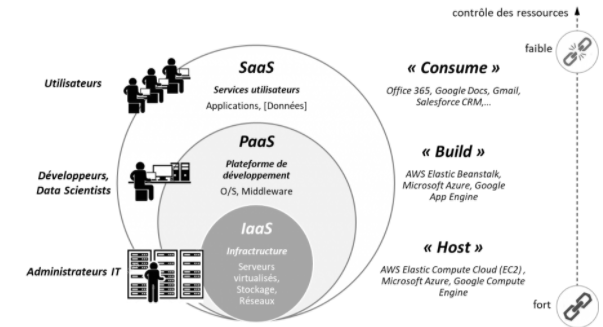 contrôle des ressources
faible
Utilisateurs
SaaS
Services utilisateurs
Applications, [Données]
« Consume »
Office 365, Google Docs, Gmail,
Salesforce CRM,...
Développeurs,
Data Scientists
PaaS
Plateforme de
développement
O/S, Middleware
« Build »
AWS Elastic Beanstalk,
Microsoft Azure, Google
App Engine
Administrateurs IT
IaaS
Infractructure
Serveurs
virtualisés,
Stockage,
Réseaux
« Host »
AWS Elastic Compute Cloud (EC2) ,
Microsoft Azure, Google Compute
Engine
fort